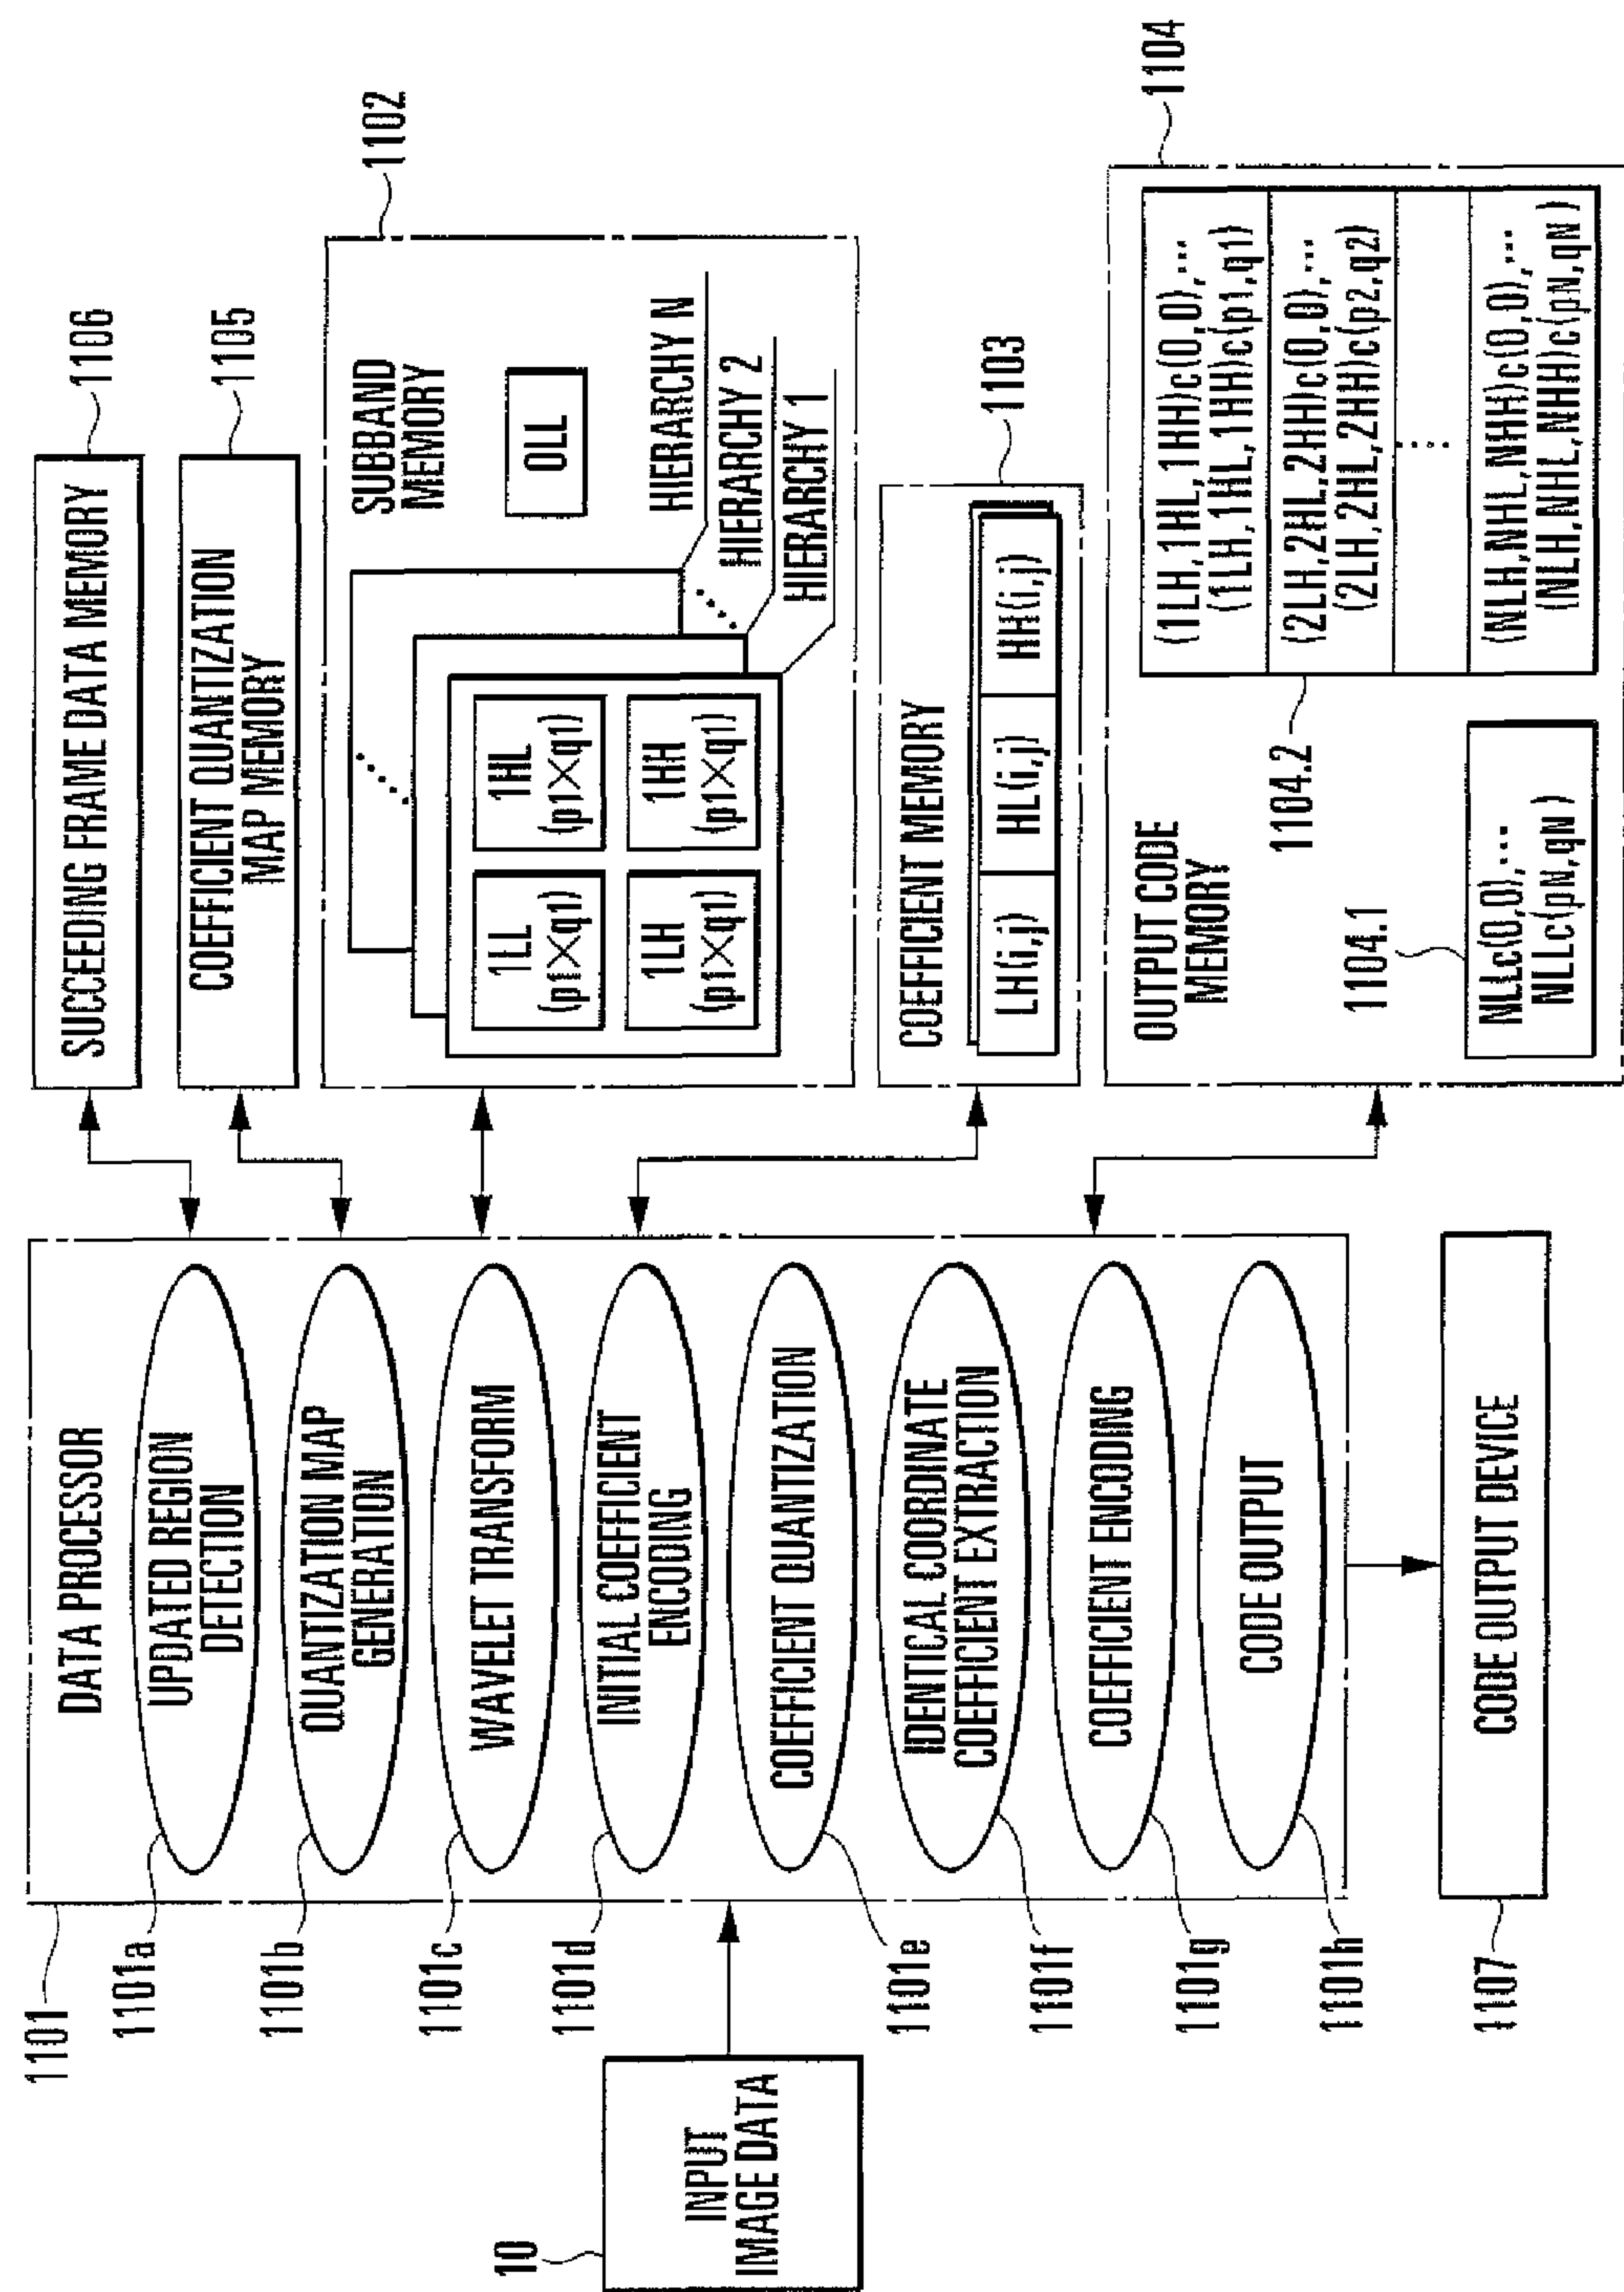 10
INPUT
IMAGE DATA
1101
DATA PROCESSOR
1101a
UPDATED REGION
DETECTION
1101b
QUANTIZATION MAP
GENERATION
1101c
WAVELET TRANSFORM
1101d
INITIAL COEFFICIENT
ENCODING
1101e
COEFFICIENT QUANTIZATION
1101f
IDENTICAL COORDINATE
COEFFICIENT EXTRACTION
1101g
COEFFICIENT ENCODING
1101h
CODE OUTPUT
1107
CODE OUTPUT DEVICE
SUCCEEDING FRAME DATA MEMORY
1106
COEFFICIENT QUANTIZATION
MAP MEMORY
1105
1102
SUBBAND
MEMORY
0LL
1LL
(p1×q1)
1HL
(p1×q1)
1LH
(p1×q1)
1HH
(p1×q1)
HIERARCHY N
HIERARCHY 2
HIERARCHY 1
COEFFICIENT MEMORY
1103
LH(i,j)
HL(i,j)
HH(i,j)
1104
OUTPUT CODE
MEMORY
1104.1
NLLc(0,0),...
NLLc(pN,qN)
1104.2
(1LH,1HL,1HH)c(0,0),...
(1LH,1HL,1HH)c(p1,q1)
(2LH,2HL,2HH)c(0,0),...
(2LH,2HL,2HH)c(p2,q2)
....
(NLH,NHL,NHH)c(0,0),...
(NLH,NHL,NHH)c(pN,qN)